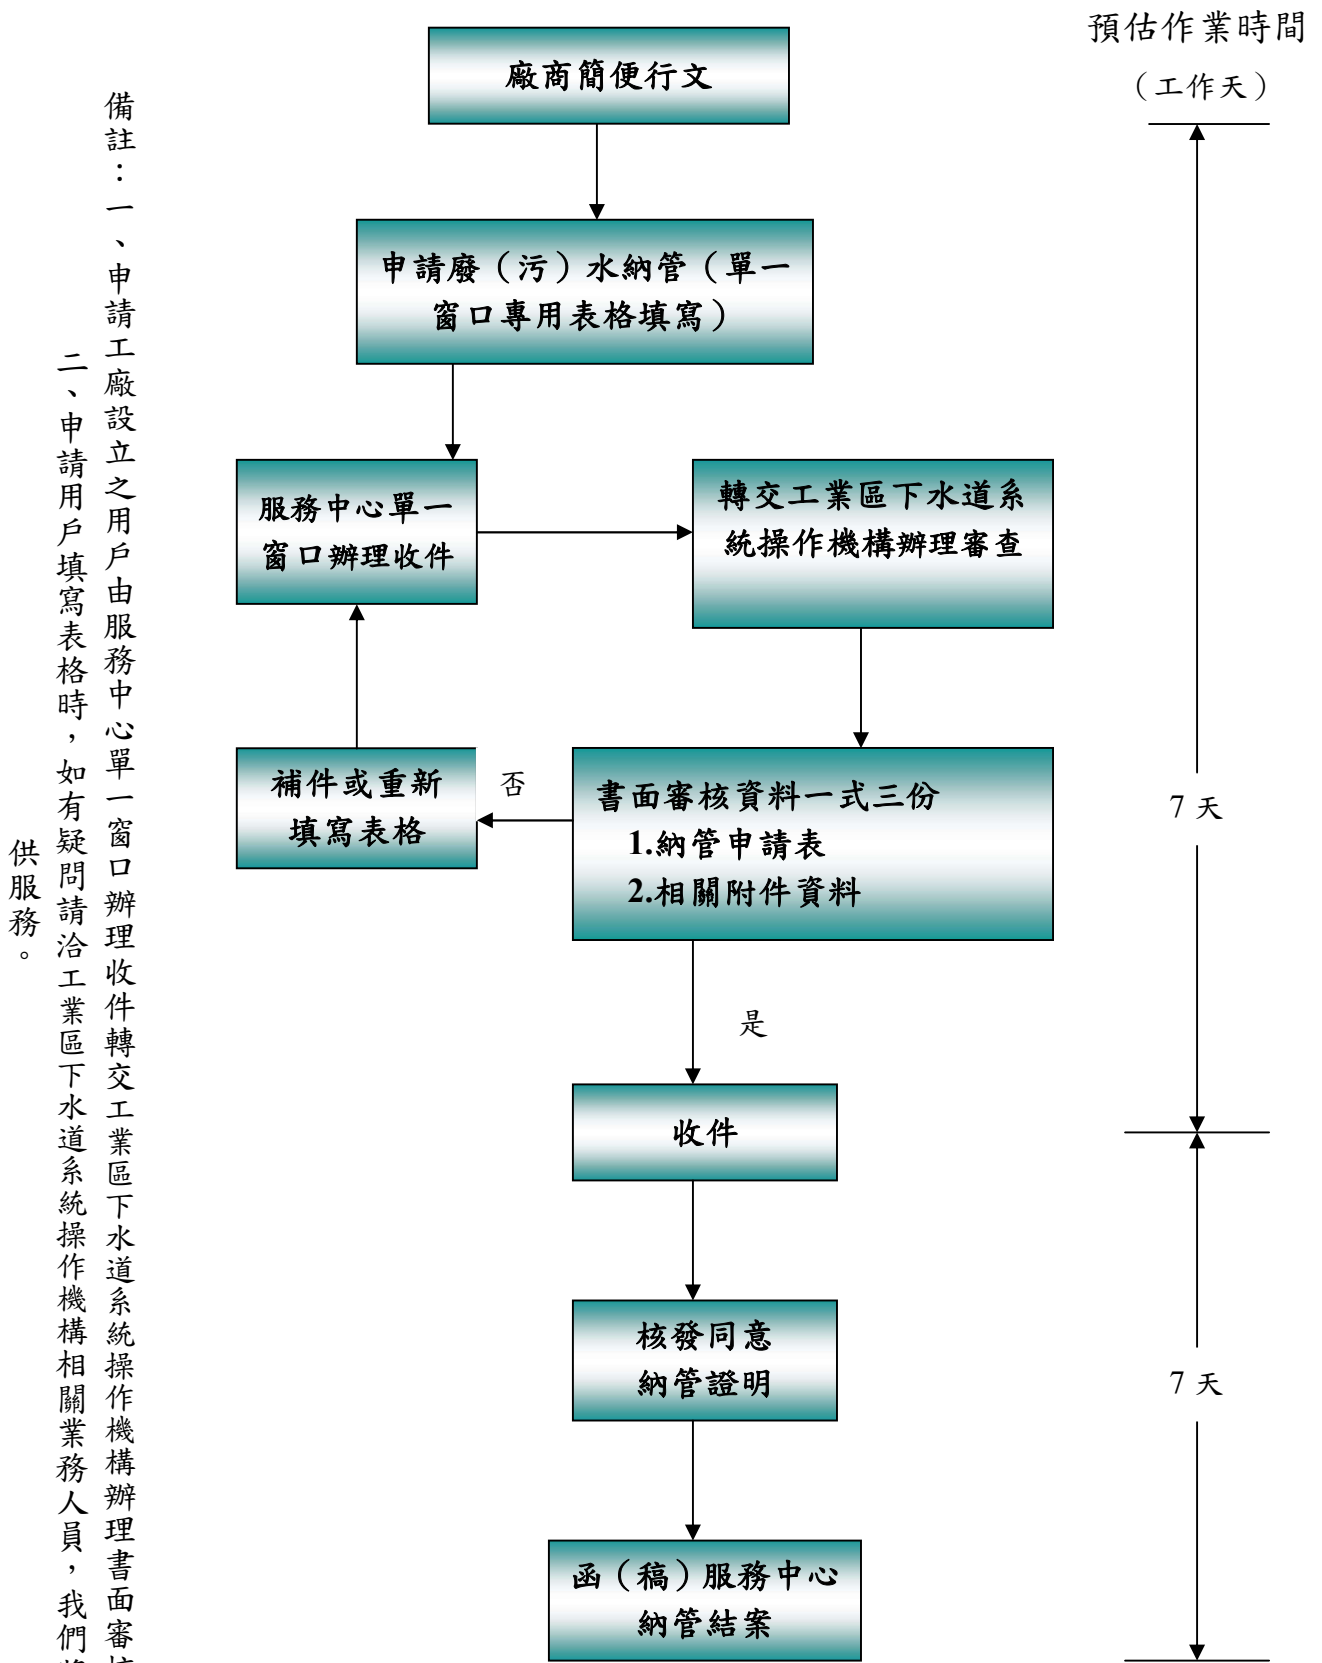 預估作業時間
（工作天）
廠商簡便行文
申請廢（污）水納管（單一
窗口專用表格填寫）
服務中心單一
窗口辦理收件
轉交工業區下水道系
統操作機構辦理審查
補件或重新
填寫表格
否
書面審核資料一式三份
1.納管申請表
2.相關附件資料
7 天
是
收件
核發同意
納管證明
7 天
函（稿）服務中心
納管結案
備註：一、申請工廠設立之用戶由服務中心單一窗口辦理收件轉交工業區下水道系統操作機構辦理書面審
二、申請用戶填寫表格時，如有疑問請洽工業區下水道系統操作機構相關業務人員，我們
供服務。